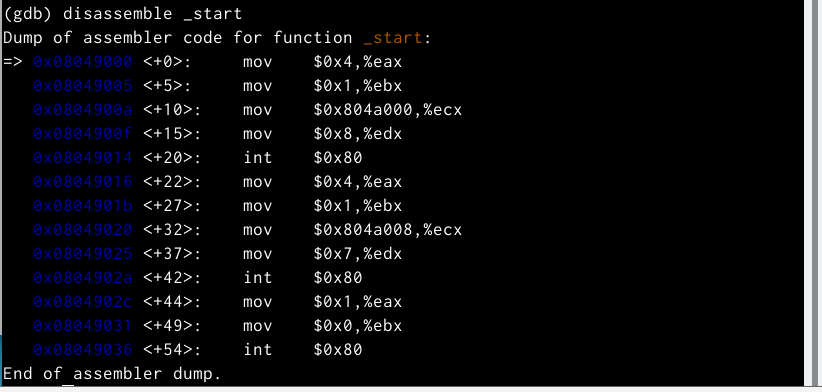 (gdb) disassemble _start
Dump of assembler code for function _start:
=> 0x08049000 <+0>:     mov    $0x4,%eax
   0x08049005 <+5>:     mov    $0x1,%ebx
   0x0804900a <+10>:    mov    $0x804a000,%ecx
   0x0804900f <+15>:    mov    $0x8,%edx
   0x08049014 <+20>:    int    $0x80
   0x08049016 <+22>:    mov    $0x4,%eax
   0x0804901b <+27>:    mov    $0x1,%ebx
   0x08049020 <+32>:    mov    $0x804a008,%ecx
   0x08049025 <+37>:    mov    $0x7,%edx
   0x0804902a <+42>:    int    $0x80
   0x0804902c <+44>:    mov    $0x1,%eax
   0x08049031 <+49>:    mov    $0x0,%ebx
   0x08049036 <+54>:    int    $0x80
End of assembler dump.